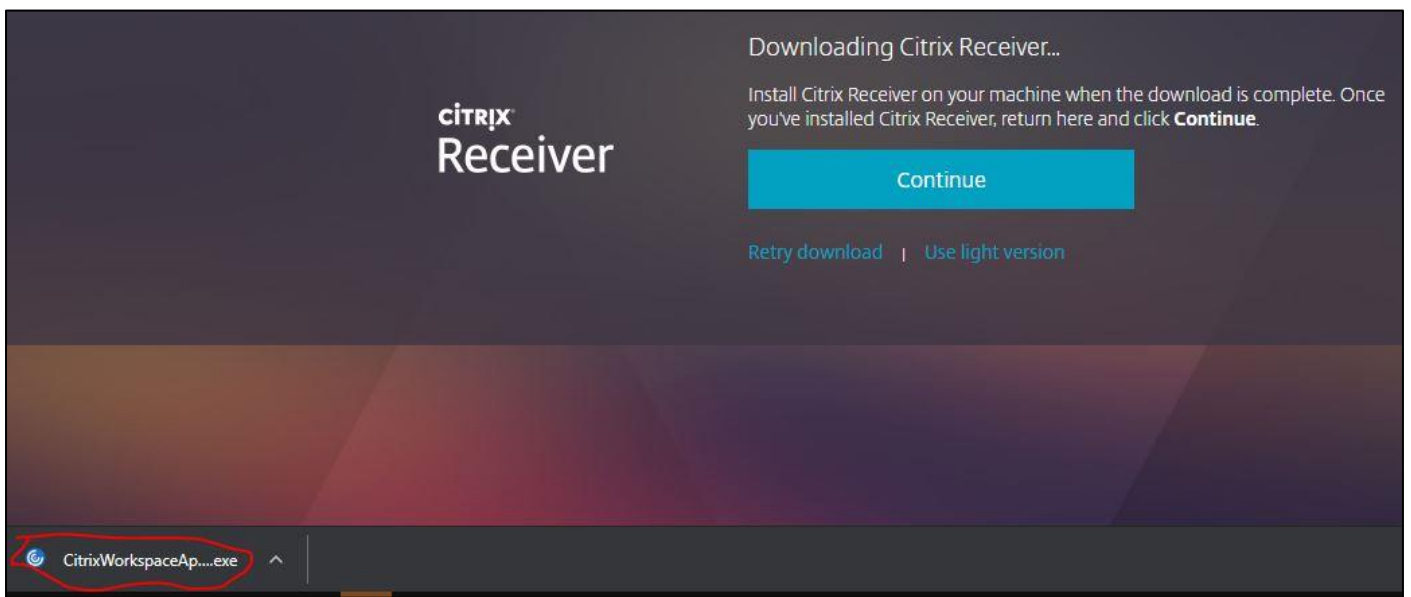 Downloading Citrix Receiver...
Install Citrix Receiver on your machine when the download is complete. Once
you've installed Citrix Receiver, return here and click Continue.
CITRIX
Receiver
Continue
Retry download | Use light version
CitrixWorkspaceAp....exe